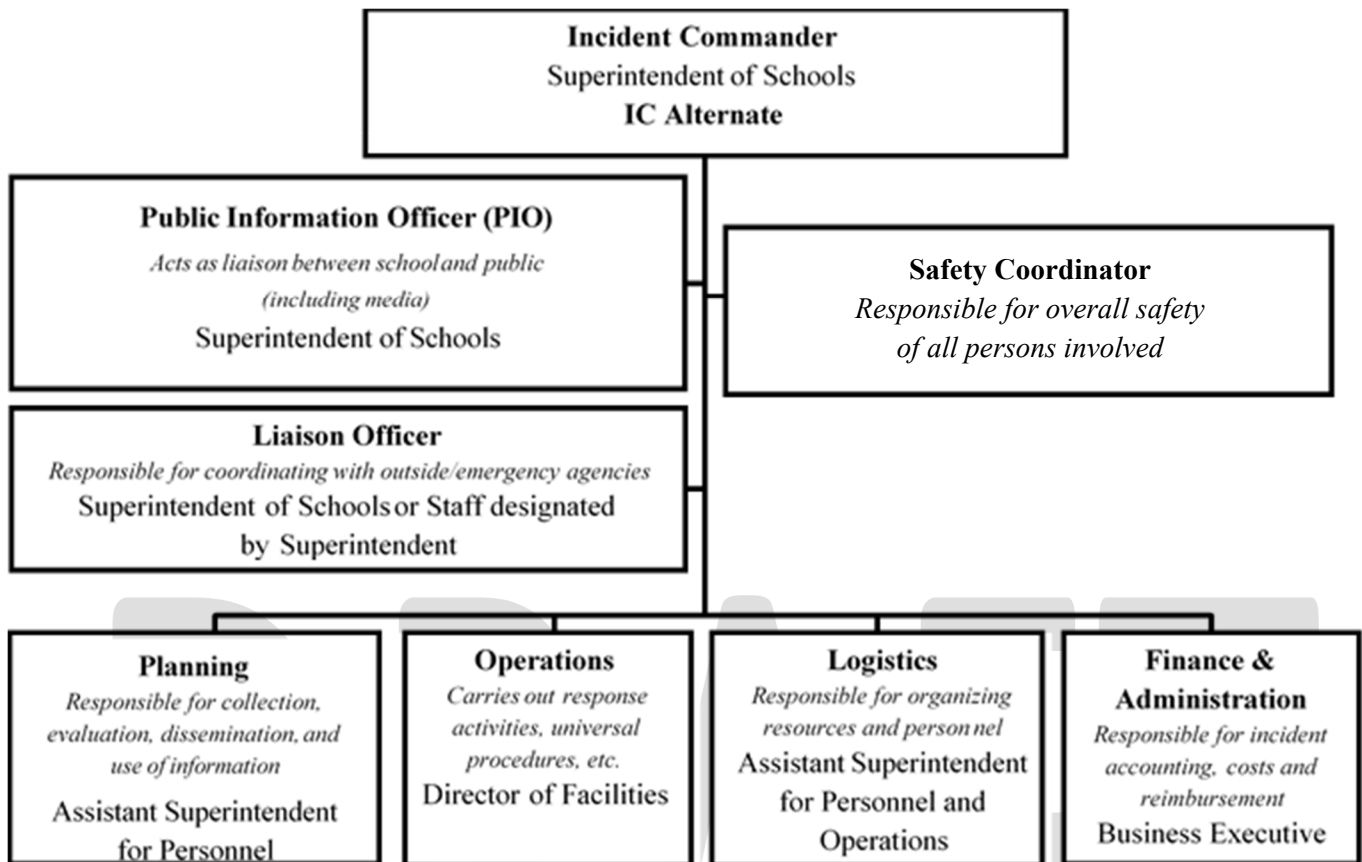 Incident Commander
Superintendent of Schools
IC Alternate
Public Information Officer (PIO)
Acts as liaison between school and public
(including media)
Superintendent of Schools
Safety Coordinator
Responsible for overall safety
of all persons involved
Liaison Officer
Responsible for coordinating with outside/emergency agencies
Superintendent of Schools or Staff designated
by Superintendent
Planning
Responsible for collection,
evaluation, dissemination, and
use of information
Assistant Superintendent
for Personnel
Operations
Carries out response
activities, universal
procedures, etc.
Director of Facilities
Logistics
Responsible for organizing
resources and personnel
Assistant Superintendent
for Personnel and
Operations
Finance &
Administration
Responsible for incident
accounting, costs and
reimbursement
Business Executive